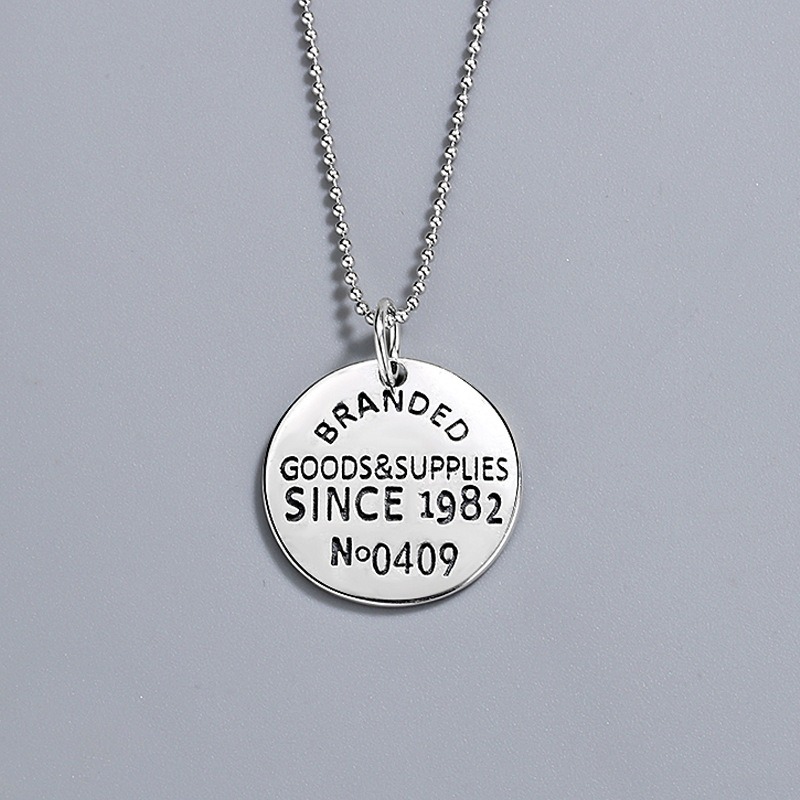 BRANDED
GOODS&SUPPLIES
SINCE 1982
No0409